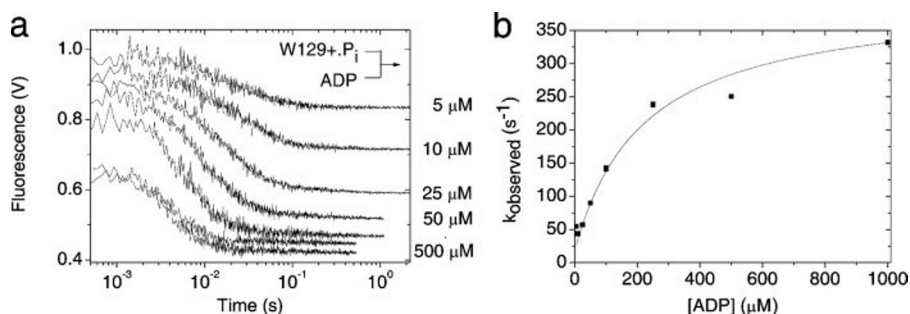 a
1.0
0.8
0.6
0.4
Fluorescence (V)
10⁻³
10⁻²
10⁻¹
10⁰
Time (s)
W129+.Pi
ADP
5 µM
10 µM
25 µM
50 µM
500 µM
b
350
300
250
200
150
100
50
0
kobserved (s⁻¹)
0
200
400
600
800
1000
[ADP] (µM)